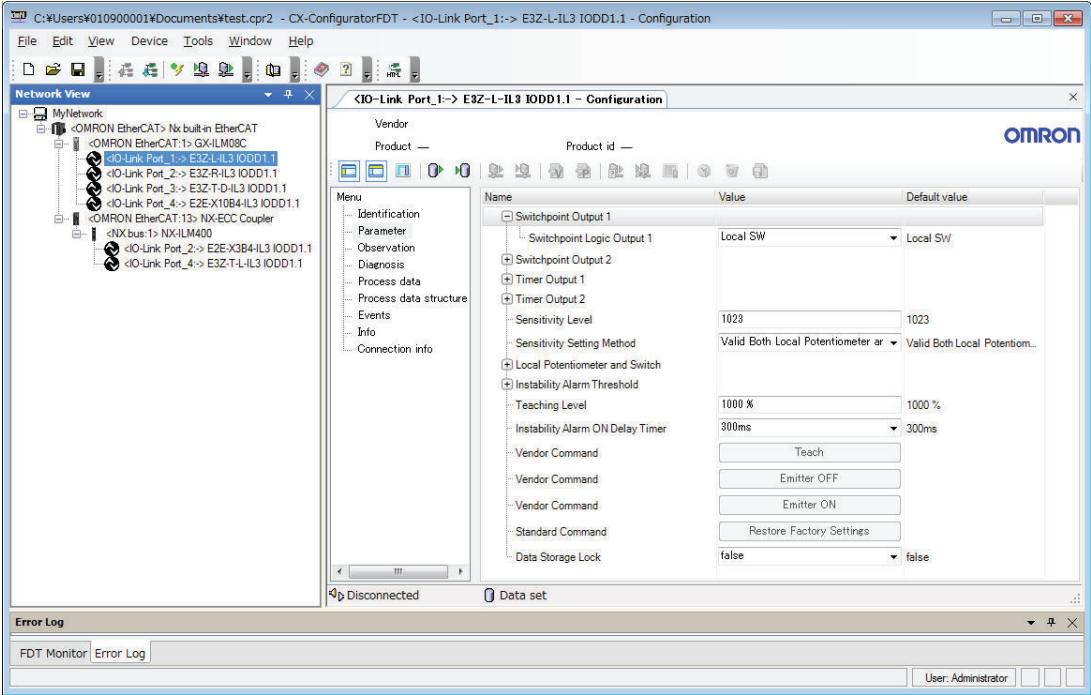 C:¥Users¥010900001¥Documents¥test.cpr2 - CX-ConfiguratorFDT - <IO-Link Port_1:-> E3Z-L-IL3 IODD1.1 - Configuration
File Edit View Device Tools Window Help
Network View
MyNetwork
<OMRON EtherCAT> Nx built-in EtherCAT
<OMRON EtherCAT:1> GX-ILM08C
<IO-Link Port_1:-> E3Z-L-IL3 IODD1.1
<IO-Link Port_2:-> E3Z-R-IL3 IODD1.1
<IO-Link Port_3:-> E3Z-T-D-IL3 IODD1.1
<IO-Link Port_4:-> E2E-X10B4-IL3 IODD1.1
<OMRON EtherCAT:13> NX-ECC Coupler
<NX bus:1> NX-ILM400
<IO-Link Port_2:-> E2E-X3B4-IL3 IODD1.1
<IO-Link Port_4:-> E3Z-T-L-IL3 IODD1.1
<IO-Link Port_1:-> E3Z-L-IL3 IODD1.1 - Configuration
Vendor
Product — Product id —
OMRON
Menu
Identification
Parameter
Observation
Diagnosis
Process data
Process data structure
Events
Info
Connection info
Name Value Default value
Switchpoint Output 1
Switchpoint Logic Output 1 Local SW Local SW
Switchpoint Output 2
Timer Output 1
Timer Output 2
Sensitivity Level 1023 1023
Sensitivity Setting Method Valid Both Local Potentiometer ar Valid Both Local Potentiom...
Local Potentiometer and Switch
Instability Alarm Threshold
Teaching Level 1000 % 1000 %
Instability Alarm ON Delay Timer 300ms 300ms
Vendor Command Teach
Vendor Command Emitter OFF
Vendor Command Emitter ON
Standard Command Restore Factory Settings
Data Storage Lock false false
Disconnected Data set
Error Log
FDT Monitor Error Log
User: Administrator